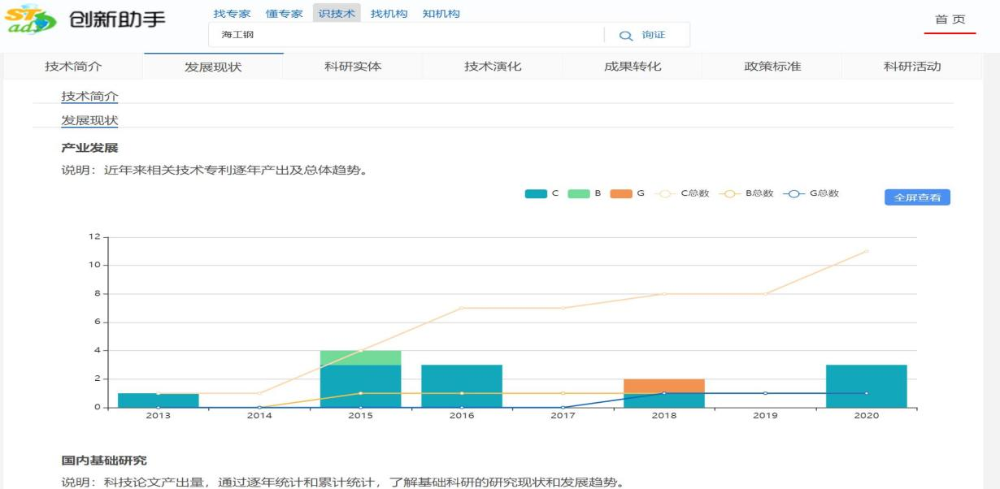 STads 创新助手
找专家 懂专家 识技术 找机构 知机构
首页
海工钢 询证
技术简介 发展现状 科研实体 技术演化 成果转化 政策标准 科研活动
技术简介
发展现状
产业发展
说明：近年来相关技术专利逐年产出及总体趋势。
C B G C总数 B总数 G总数 全屏查看
12
10
8
6
4
2
0
2013 2014 2015 2016 2017 2018 2019 2020
国内基础研究
说明：科技论文产出量，通过逐年统计和累计统计，了解基础科研的研究现状和发展趋势。